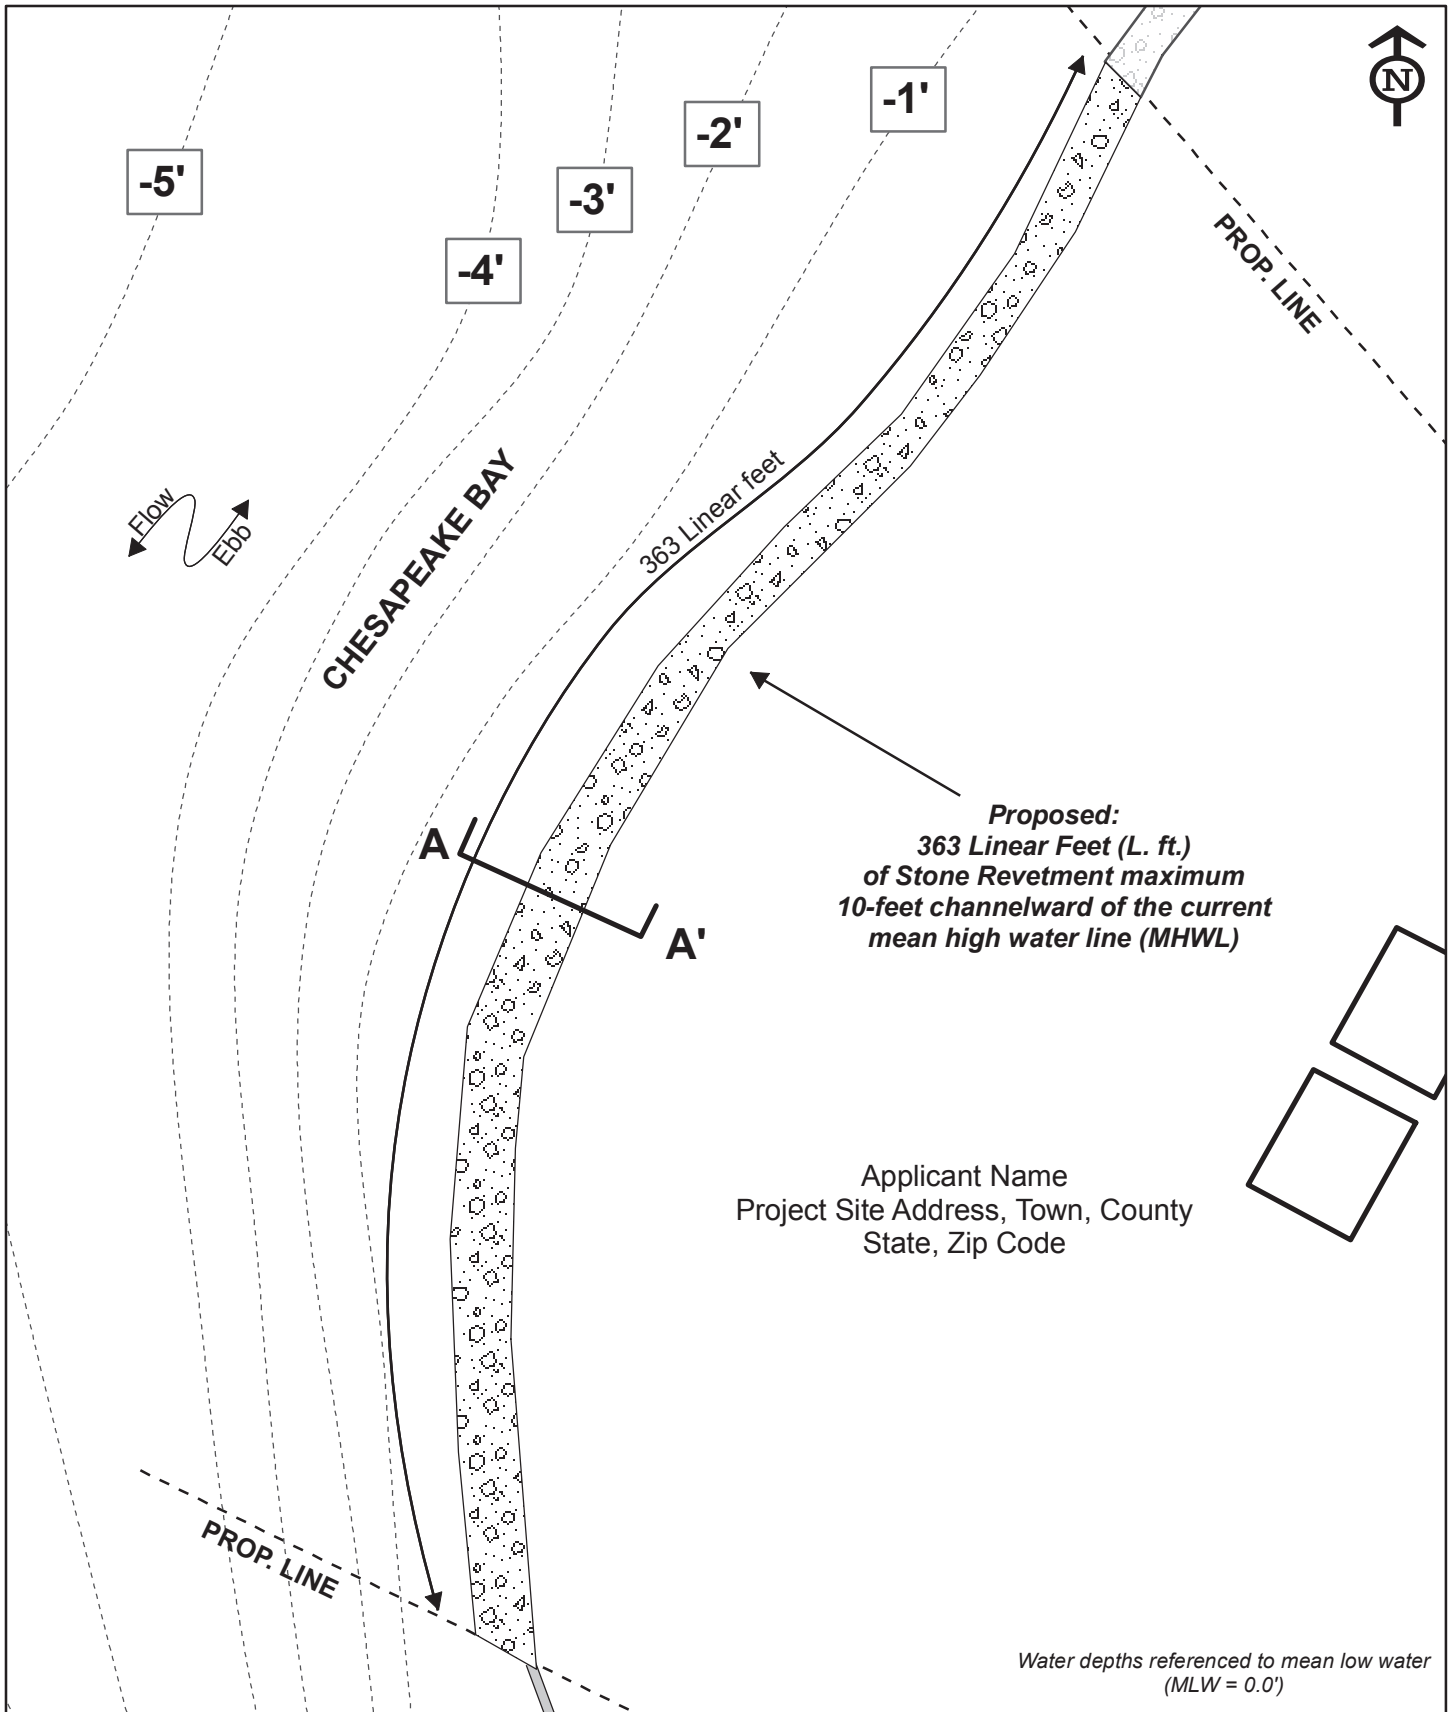 N
-1'
-2'
-3'
-5'
-4'
PROP. LINE
363 Linear feet
CHESAPEAKE BAY
Flow
Ebb
A
A'
Proposed:
363 Linear Feet (L. ft.)
of Stone Revetment maximum
10-feet channelward of the current
mean high water line (MHWL)
Applicant Name
Project Site Address, Town, County
State, Zip Code
PROP. LINE
Water depths referenced to mean low water
(MLW = 0.0')